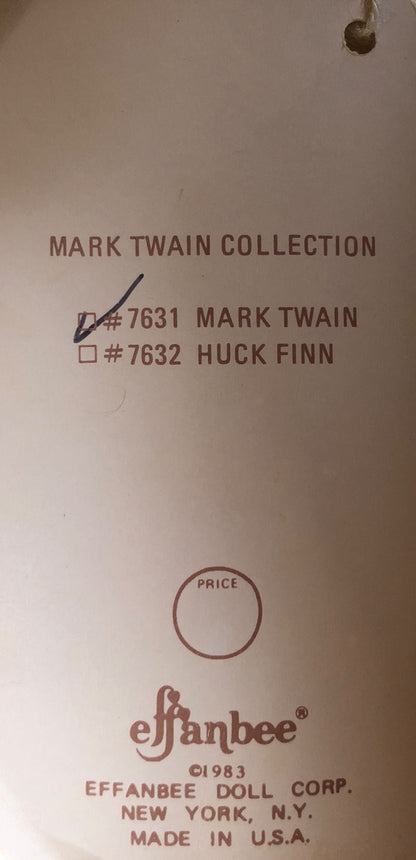 MARK TWAIN COLLECTION
#7631 MARK TWAIN
#7632 HUCK FINN
PRICE
effanbee®
©1983
EFFANBEE DOLL CORP.
NEW YORK, N.Y.
MADE IN U.S.A.